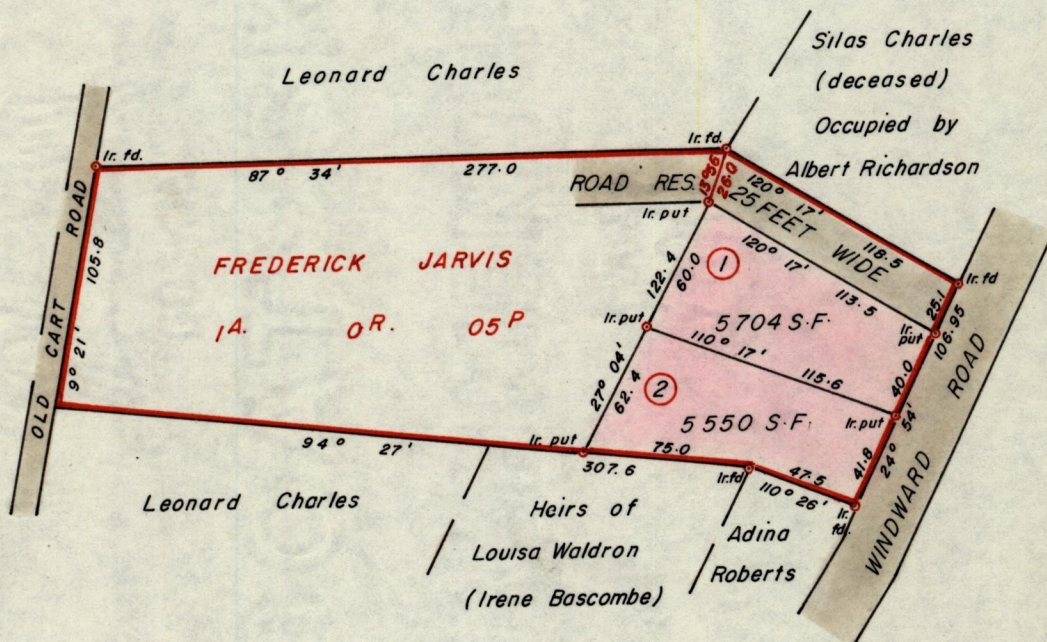 Silas Charles
(deceased)
Occupied by
Albert Richardson
Leonard Charles
Ir. fd.
Ir. fd.
87° 34'
277.0
ROAD RES.
25 FEET WIDE
26.0
120° 17'
118.5
Ir. fd
Ir. put
OLD CART ROAD
105.8
9° 21'
FREDERICK JARVIS
1A. 0R. 05P
122.4
60.0
1
120° 17'
113.5
5704 S.F.
25.1
106.95
Ir. put
Ir. put
110° 17'
115.6
40.0
27° 04'
62.4
2
5550 S.F.
Ir. put
24° 54'
41.8
WINDWARD ROAD
94° 27'
Ir. put
307.6
75.0
Ir. fd
47.5
110° 26'
Ir. fd.
Leonard Charles
Heirs of
Louisa Waldron
(Irene Bascombe)
Adina
Roberts